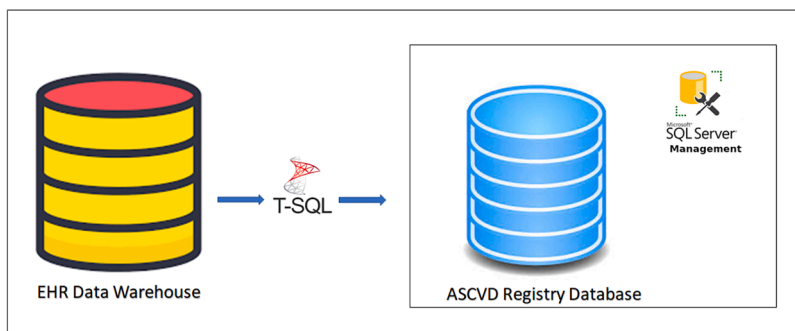 EHR Data Warehouse
T-SQL
ASCVD Registry Database
Microsoft®
SQL Server®
Management